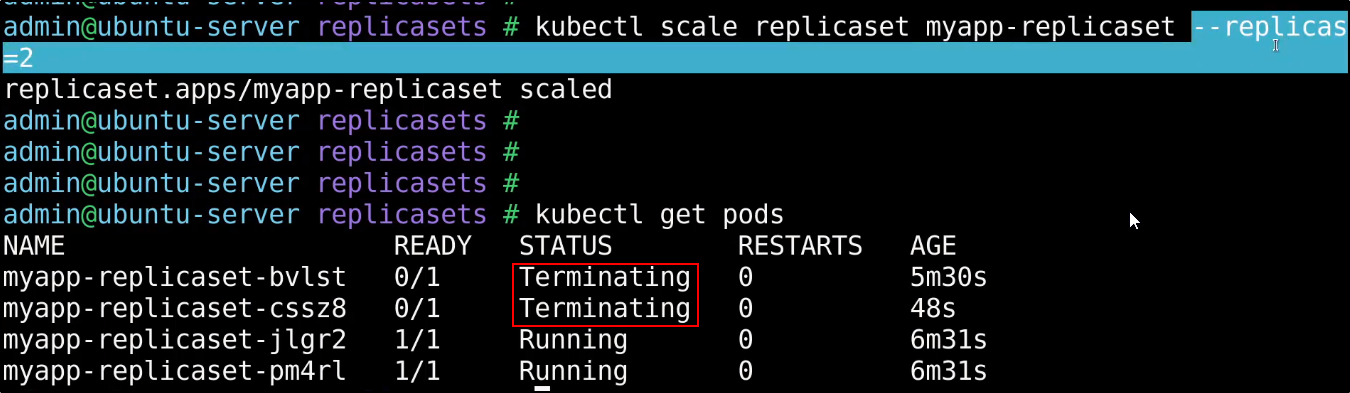 admin@ubuntu-server replicasets # kubectl scale replicaset myapp-replicaset --replicas
=2
replicaset.apps/myapp-replicaset scaled
admin@ubuntu-server replicasets #
admin@ubuntu-server replicasets #
admin@ubuntu-server replicasets #
admin@ubuntu-server replicasets # kubectl get pods
NAME READY STATUS RESTARTS AGE
myapp-replicaset-bvlst 0/1 Terminating 0 5m30s
myapp-replicaset-cssz8 0/1 Terminating 0 48s
myapp-replicaset-jlgr2 1/1 Running 0 6m31s
myapp-replicaset-pm4rl 1/1 Running 0 6m31s